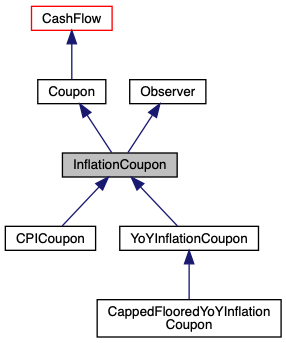 CashFlow
Coupon
Observer
InflationCoupon
CPICoupon
YoYInflationCoupon
CappedFlooredYoYInflation
Coupon